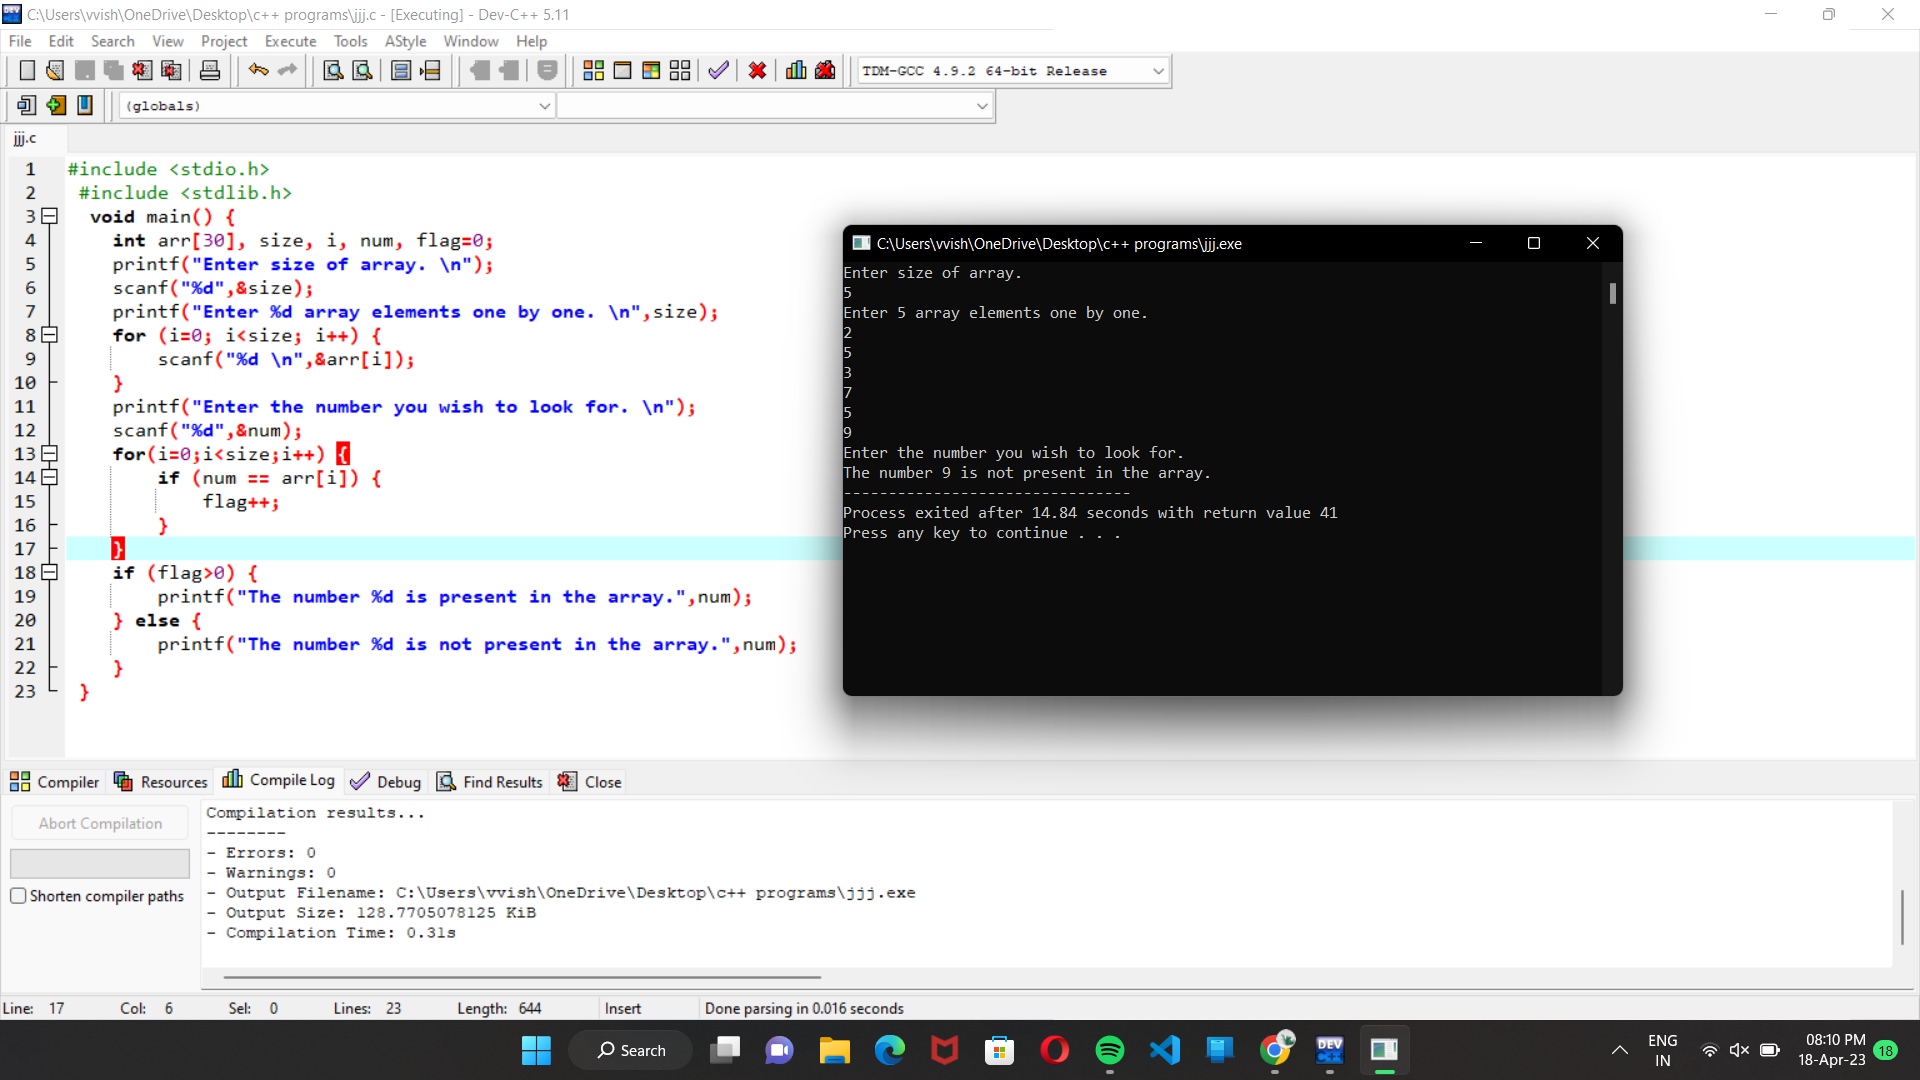 C:\Users\vvish\OneDrive\Desktop\c++ programs\jjj.c - [Executing] - Dev-C++ 5.11
File Edit Search View Project Execute Tools AStyle Window Help
TDM-GCC 4.9.2 64-bit Release
(globals)
jjj.c
1 #include <stdio.h>
2 #include <stdlib.h>
3 void main() {
4 int arr[30], size, i, num, flag=0;
5 printf("Enter size of array. \n");
6 scanf("%d",&size);
7 printf("Enter %d array elements one by one. \n",size);
8 for (i=0; i<size; i++) {
9 scanf("%d \n",&arr[i]);
10 }
11 printf("Enter the number you wish to look for. \n");
12 scanf("%d",&num);
13 for(i=0;i<size;i++) {
14 if (num == arr[i]) {
15 flag++;
16 }
17 }
18 if (flag>0) {
19 printf("The number %d is present in the array.",num);
20 } else {
21 printf("The number %d is not present in the array.",num);
22 }
23 }
C:\Users\vvish\OneDrive\Desktop\c++ programs\jjj.exe
Enter size of array.
5
Enter 5 array elements one by one.
2
5
3
7
5
9
Enter the number you wish to look for.
The number 9 is not present in the array.
--------------------------------
Process exited after 14.84 seconds with return value 41
Press any key to continue . . .
Compiler Resources Compile Log Debug Find Results Close
Abort Compilation
Shorten compiler paths
Compilation results...
--------
- Errors: 0
- Warnings: 0
- Output Filename: C:\Users\vvish\OneDrive\Desktop\c++ programs\jjj.exe
- Output Size: 128.7705078125 KiB
- Compilation Time: 0.31s
Line: 17 Col: 6 Sel: 0 Lines: 23 Length: 644 Insert Done parsing in 0.016 seconds
Search
DEV C++
ENG
IN
08:10 PM
18-Apr-23
18